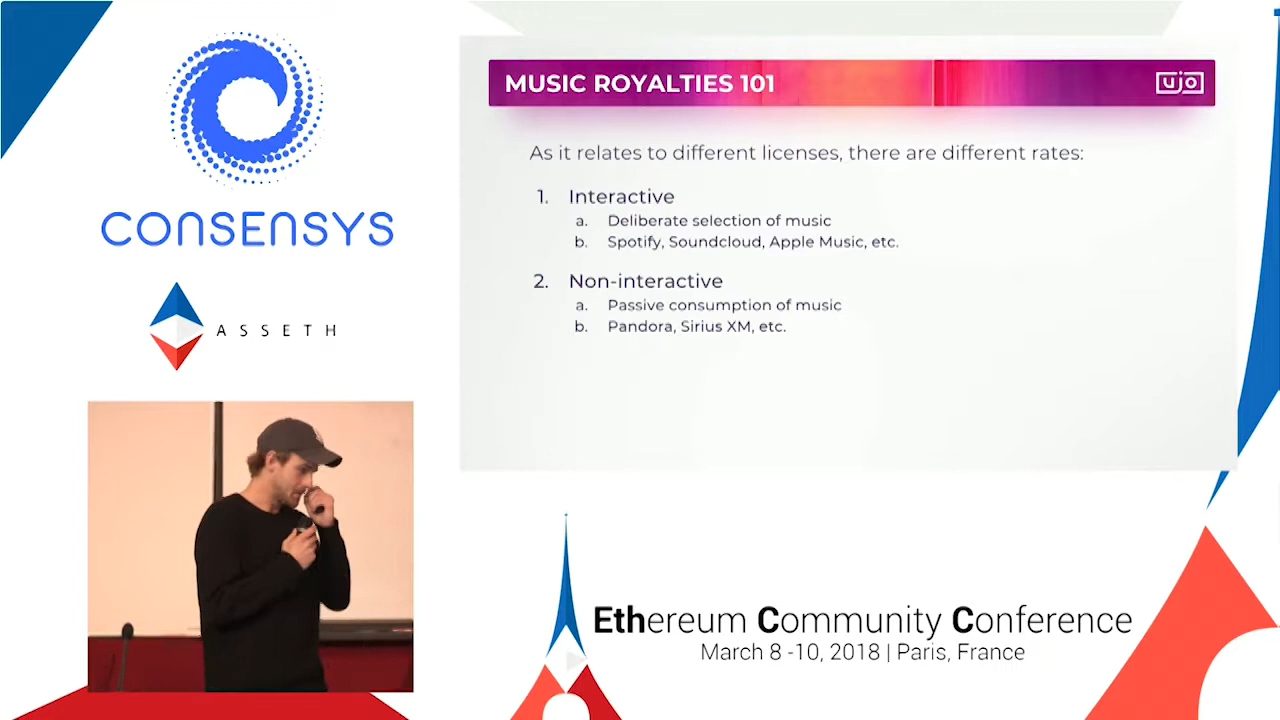 CONSENSYS
ASSETH
MUSIC ROYALTIES 101
ujo
As it relates to different licenses, there are different rates:
1. Interactive
a. Deliberate selection of music
b. Spotify, Soundcloud, Apple Music, etc.
2. Non-interactive
a. Passive consumption of music
b. Pandora, Sirius XM, etc.
Ethereum Community Conference
March 8 -10, 2018 | Paris, France